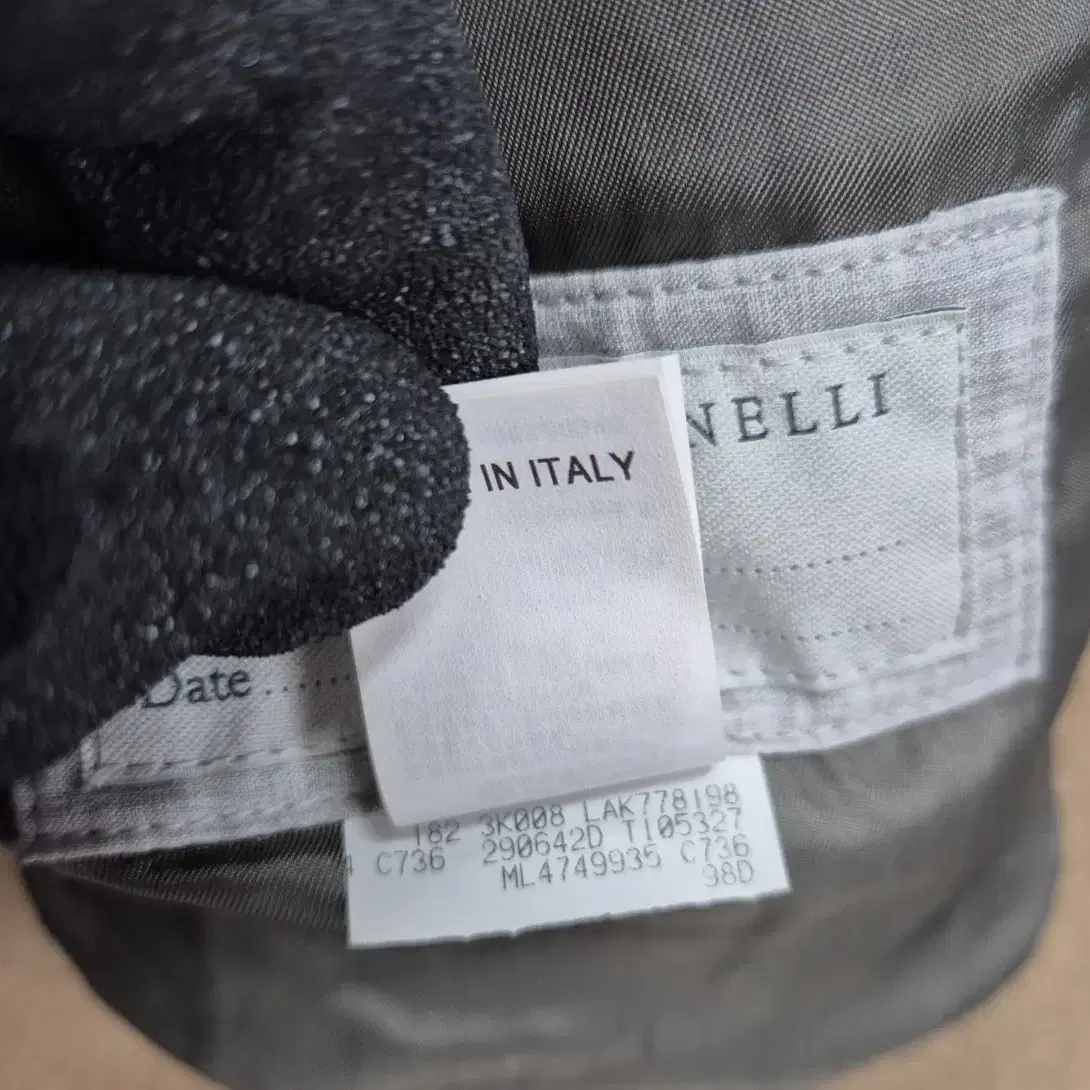 NELLI
IN ITALY
Date
182 3K008 LAK778198
C736 290642D T105327
ML4749935 C736
98D